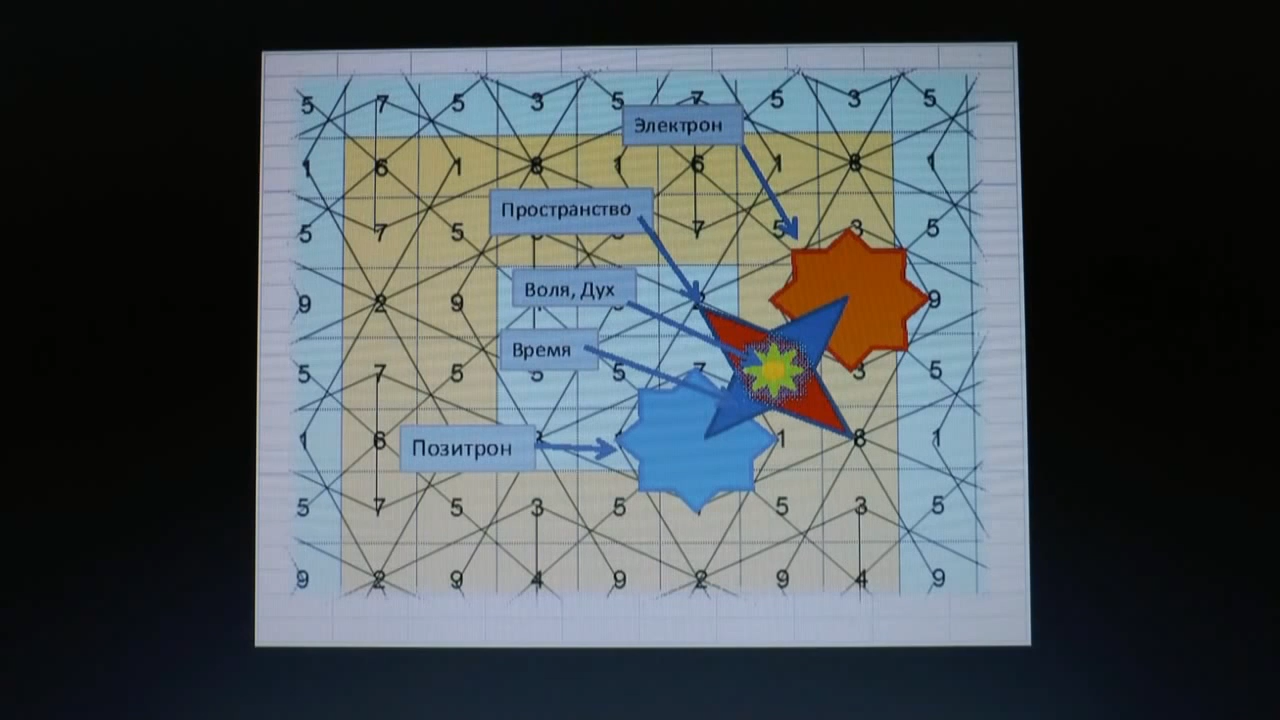 5 7 5 3 5 7 5 3 5
Электрон
1 6 1 8 1 6 1 8 1
Пространство
5 7 5 7 5 3 5
Воля, Дух
9 2 9 9
Время
5 7 5 5 7 3 5
1 6 1 8 1
Позитрон
5 7 5 3 5 5 3 5
9 2 9 4 9 2 9 4 9